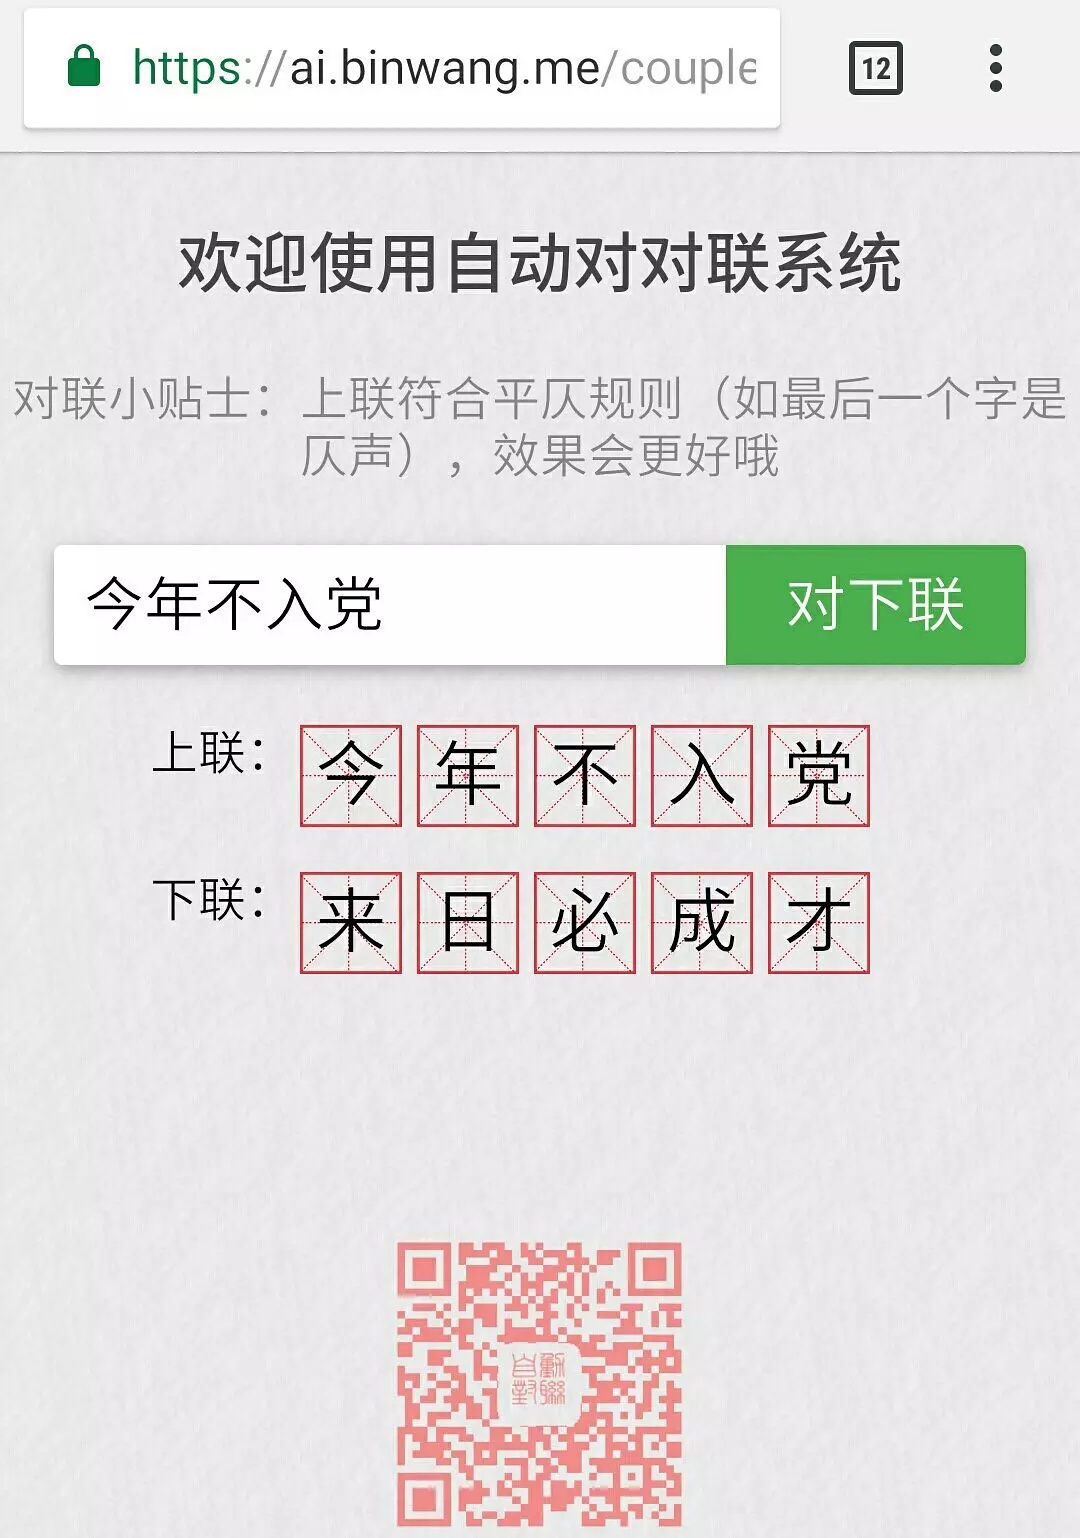 https://ai.binwang.me/couple
12
欢迎使用自动对对联系统
对联小贴士：上联符合平仄规则（如最后一个字是
仄声），效果会更好哦
今年不入党
对下联
上联：今年不入党
下联：来日必成才
自動
對聯